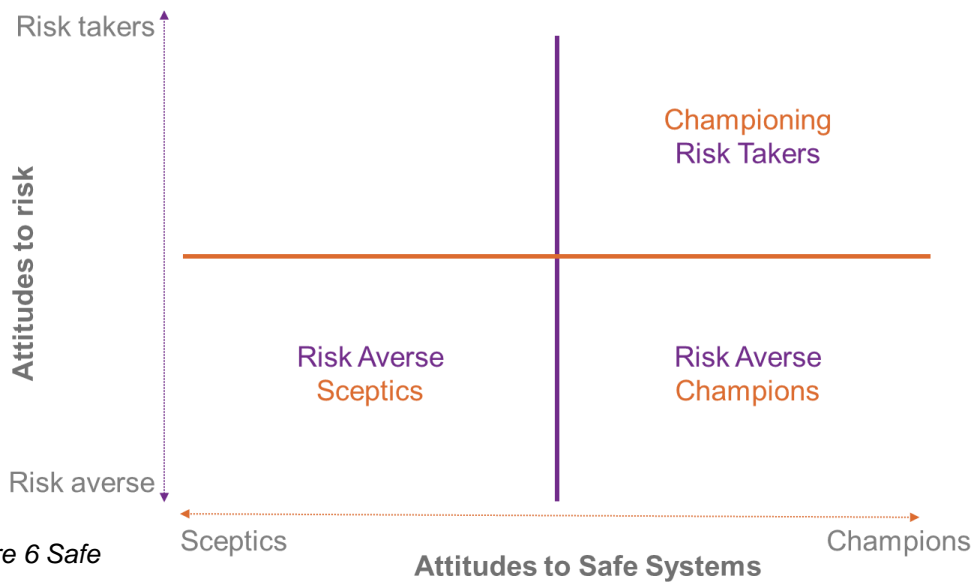 Risk takers
Championing
Risk Takers
Attitudes to risk
Risk Averse
Sceptics
Risk Averse
Champions
Risk averse
Sceptics
Champions
re 6 Safe
Attitudes to Safe Systems